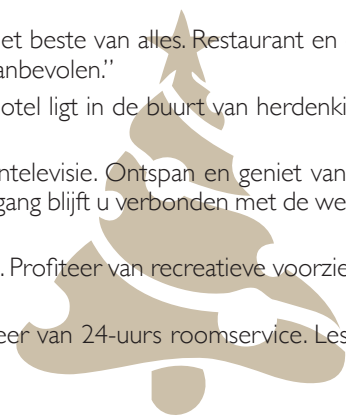 et beste van alles. Restaurant en
anbevolen.”
otel ligt in de buurt van herdenki
ntelevisie. Ontspan en geniet van
gang blijft u verbonden met de we
. Profiteer van recreatieve voorzie
eer van 24-uurs roomservice. Les